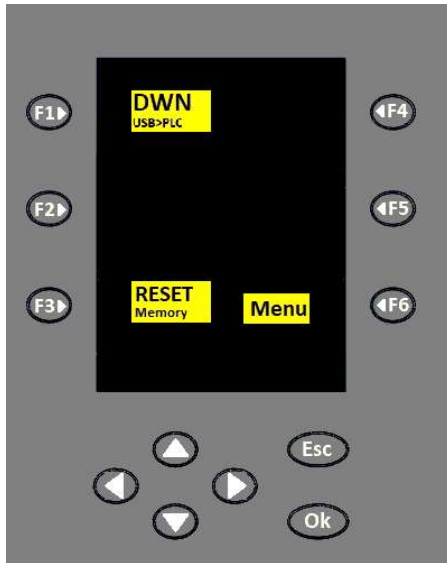 F1
DWN
USB>PLC
F4
F2
F5
F3
RESET
Memory
Menu
F6
Esc
Ok